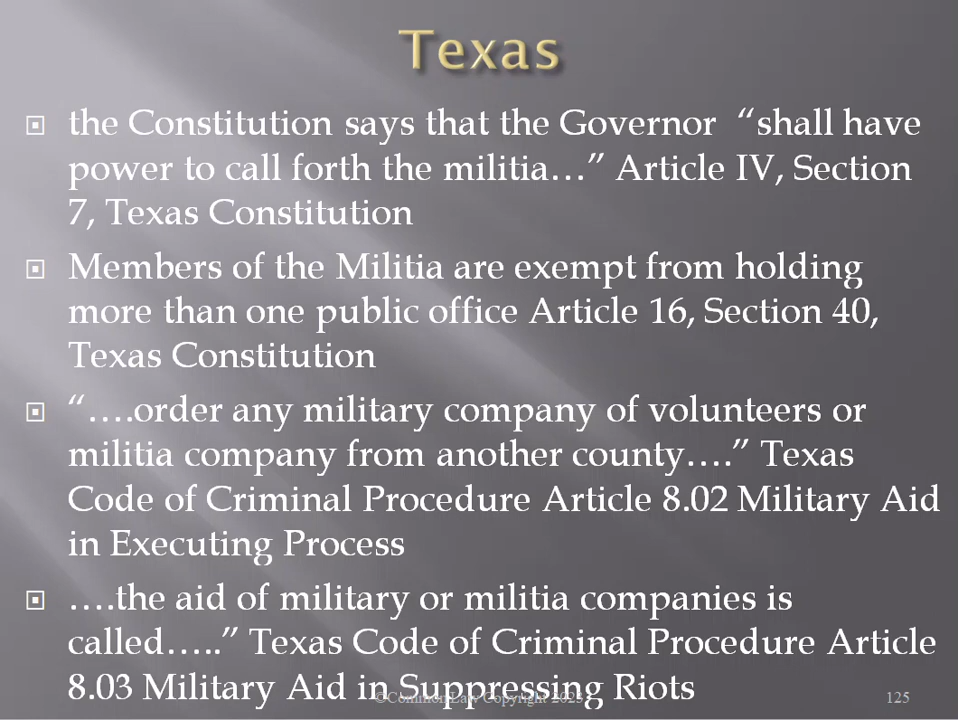 Texas
the Constitution says that the Governor “shall have
power to call forth the militia…” Article IV, Section
7, Texas Constitution
Members of the Militia are exempt from holding
more than one public office Article 16, Section 40,
Texas Constitution
“….order any military company of volunteers or
militia company from another county….” Texas
Code of Criminal Procedure Article 8.02 Military Aid
in Executing Process
….the aid of military or militia companies is
called…..” Texas Code of Criminal Procedure Article
8.03 Military Aid in Suppressing Riots
©Common Law Copyright 2023
125